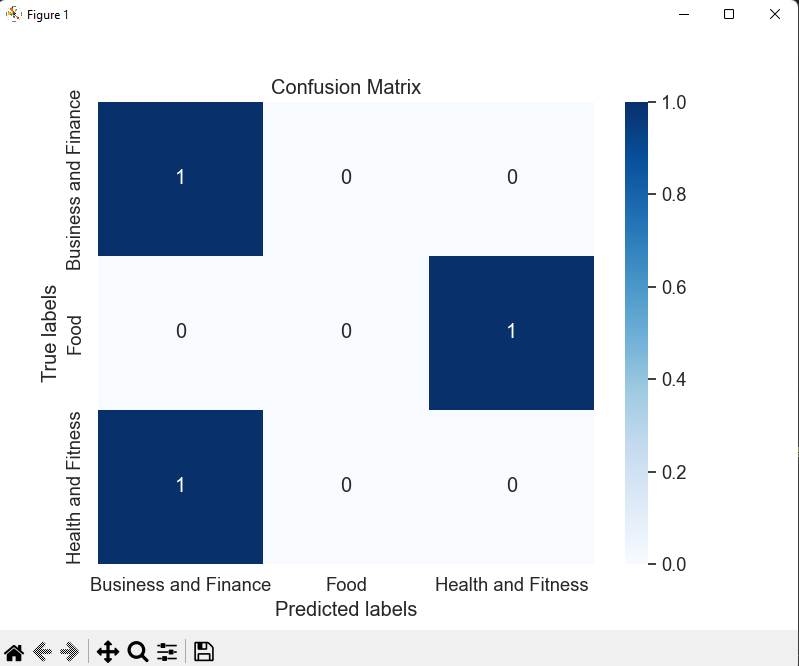 Figure 1
Confusion Matrix
True labels
Business and Finance
1 0 0
Food
0 0 1
Health and Fitness
1 0 0
Business and Finance Food Health and Fitness
Predicted labels
1.0
0.8
0.6
0.4
0.2
0.0